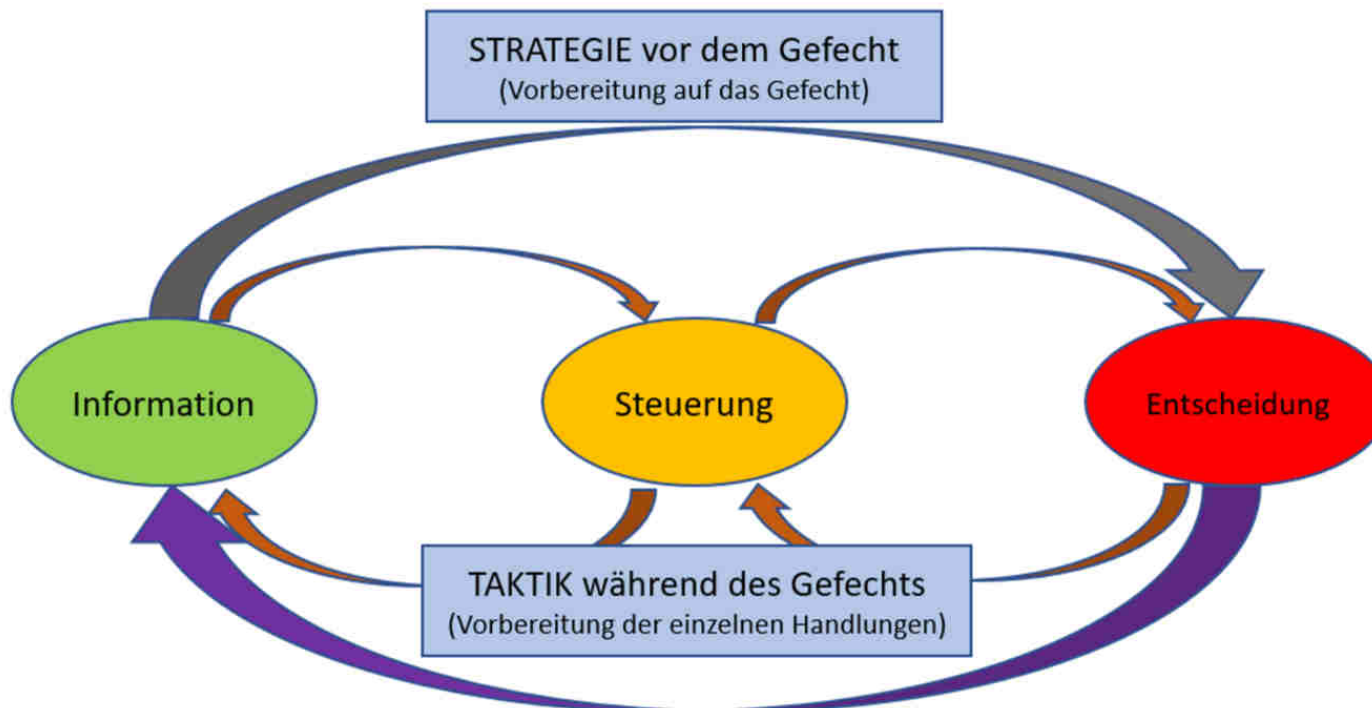 STRATEGIE vor dem Gefecht
(Vorbereitung auf das Gefecht)
Information
Steuerung
Entscheidung
TAKTIK während des Gefechts
(Vorbereitung der einzelnen Handlungen)